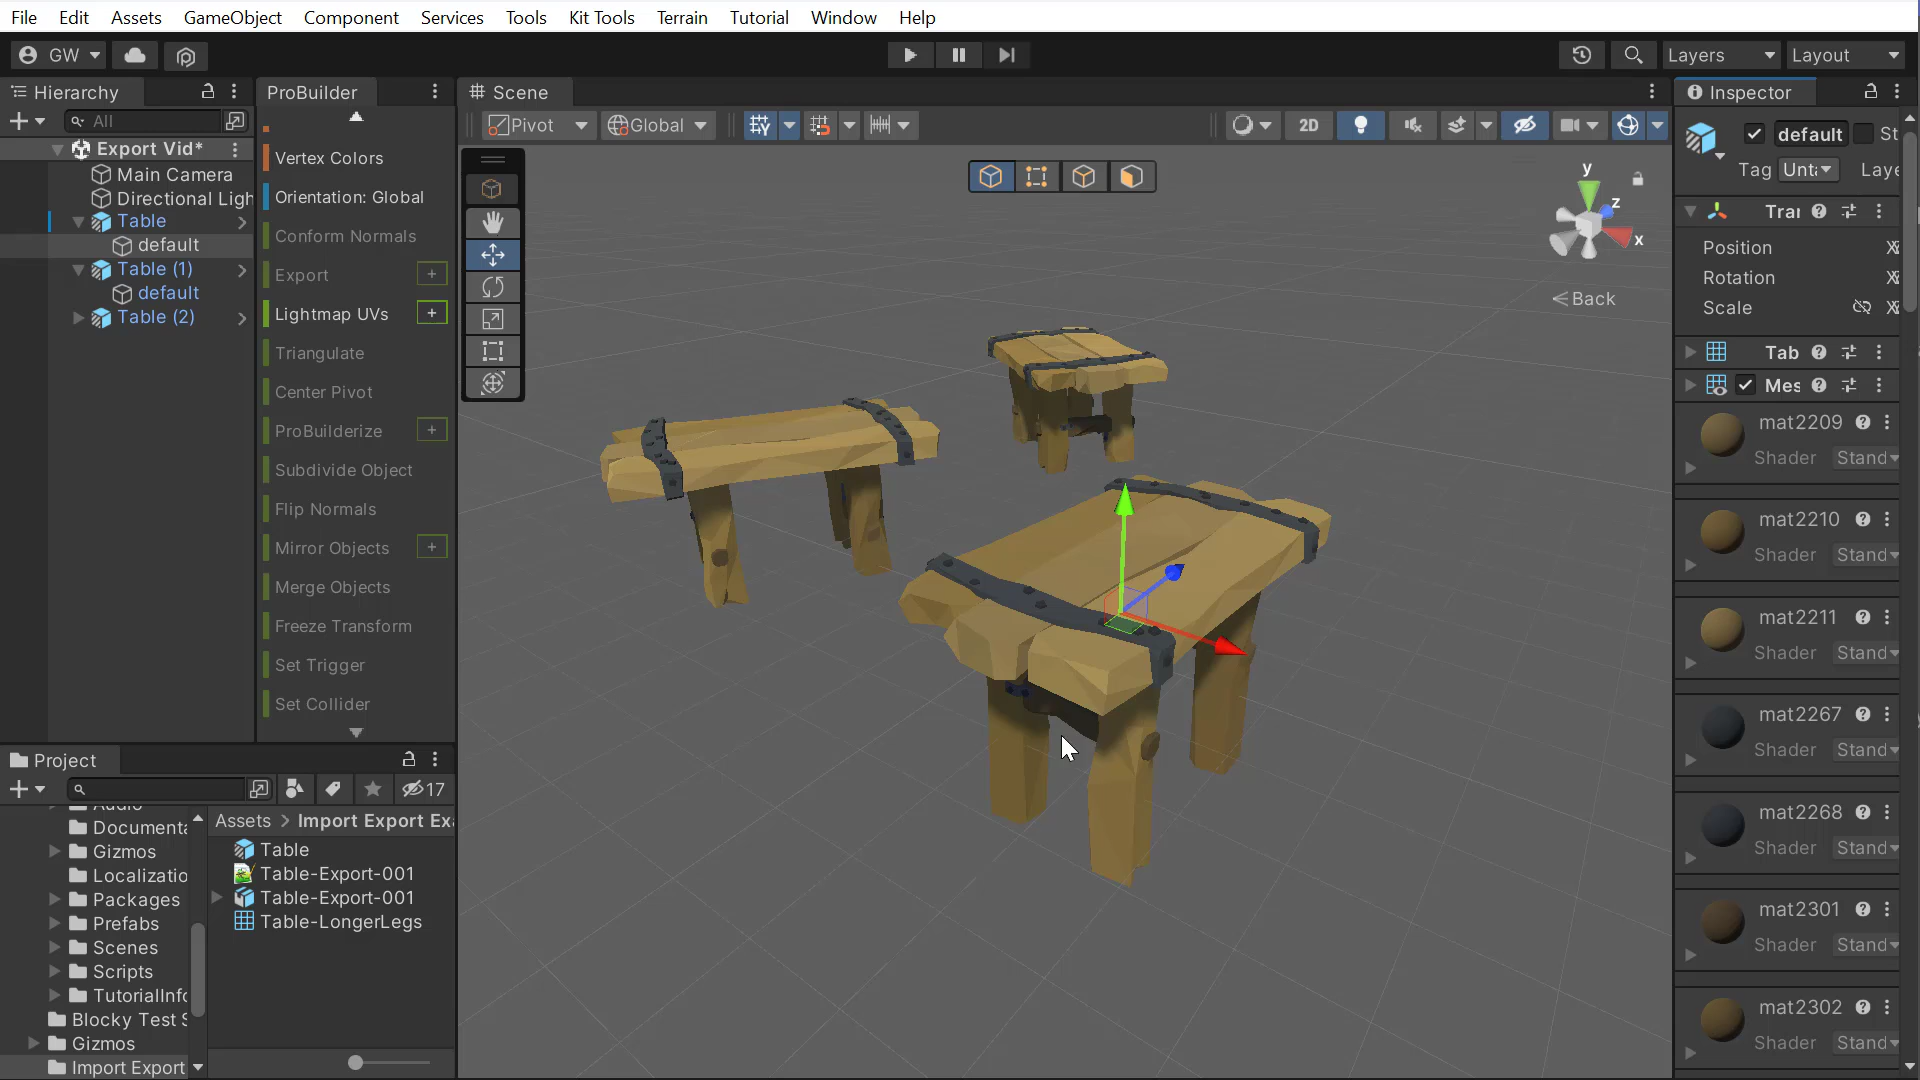 File Edit Assets GameObject Component Services Tools Kit Tools Terrain Tutorial Window Help
GW Layers Layout
Hierarchy
All
Export Vid*
Main Camera
Directional Ligh
Table
default
Table (1)
default
Table (2)
ProBuilder
Vertex Colors
Orientation: Global
Conform Normals
Export +
Lightmap UVs +
Triangulate
Center Pivot
ProBuilderize +
Subdivide Object
Flip Normals
Mirror Objects +
Merge Objects
Freeze Transform
Set Trigger
Set Collider
Scene
Pivot Global 2D
y
z
x
Back
Inspector
default St
Tag Unta Laye
Trar
Position X
Rotation X
Scale X
Tab
Mes
mat2209
Shader Stand
mat2210
Shader Stand
mat2211
Shader Stand
mat2267
Shader Stand
mat2268
Shader Stand
mat2301
Shader Stand
mat2302
Shader Stand
Project
17
Audio
Documenta
Gizmos
Localizatio
Packages
Prefabs
Scenes
Scripts
TutorialInfo
Blocky Test S
Gizmos
Import Export
Assets > Import Export Exa
Table
Table-Export-001
Table-Export-001
Table-LongerLegs